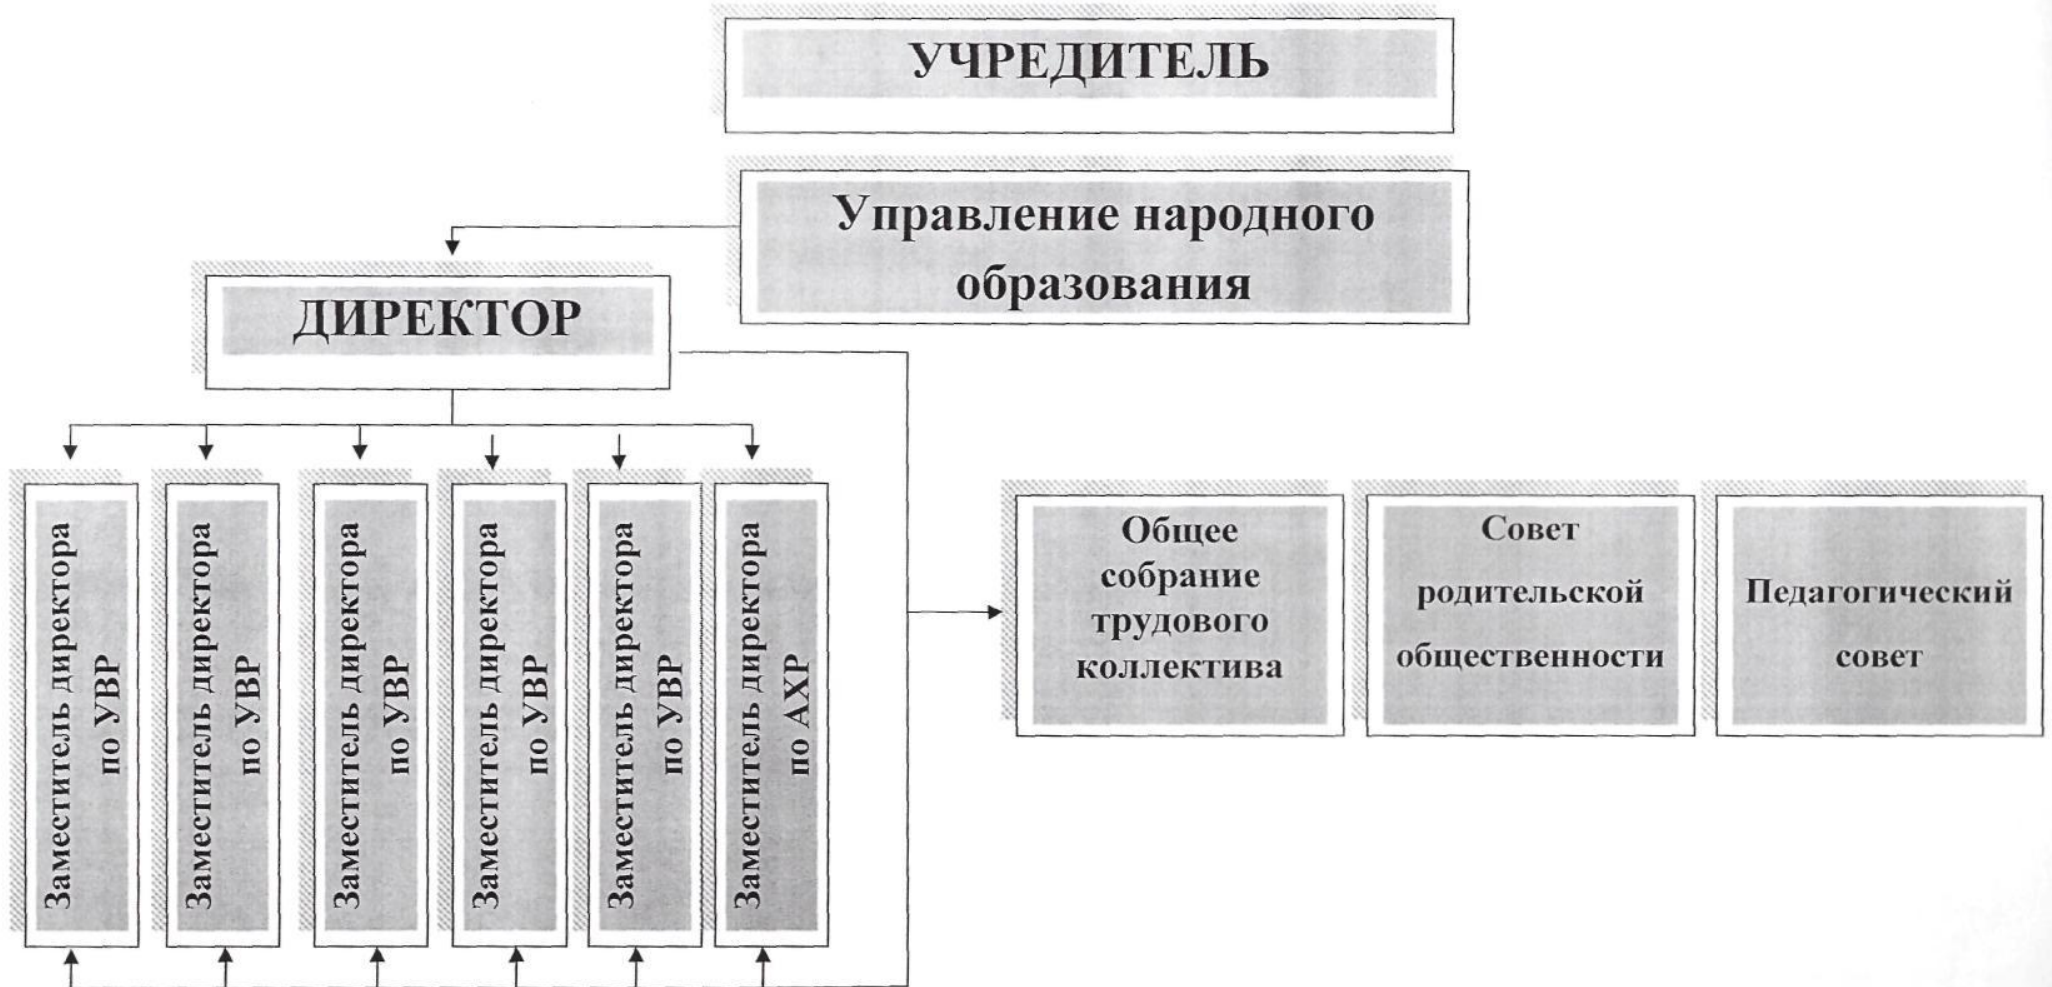 УЧРЕДИТЕЛЬ
Управление народного
образования
ДИРЕКТОР
Заместитель директора
по УВР
Заместитель директора
по УВР
Заместитель директора
по УВР
Заместитель директора
по УВР
Заместитель директора
по УВР
Заместитель директора
по АХР
Общее
собрание
трудового
коллектива
Совет
родительской
общественности
Педагогический
совет